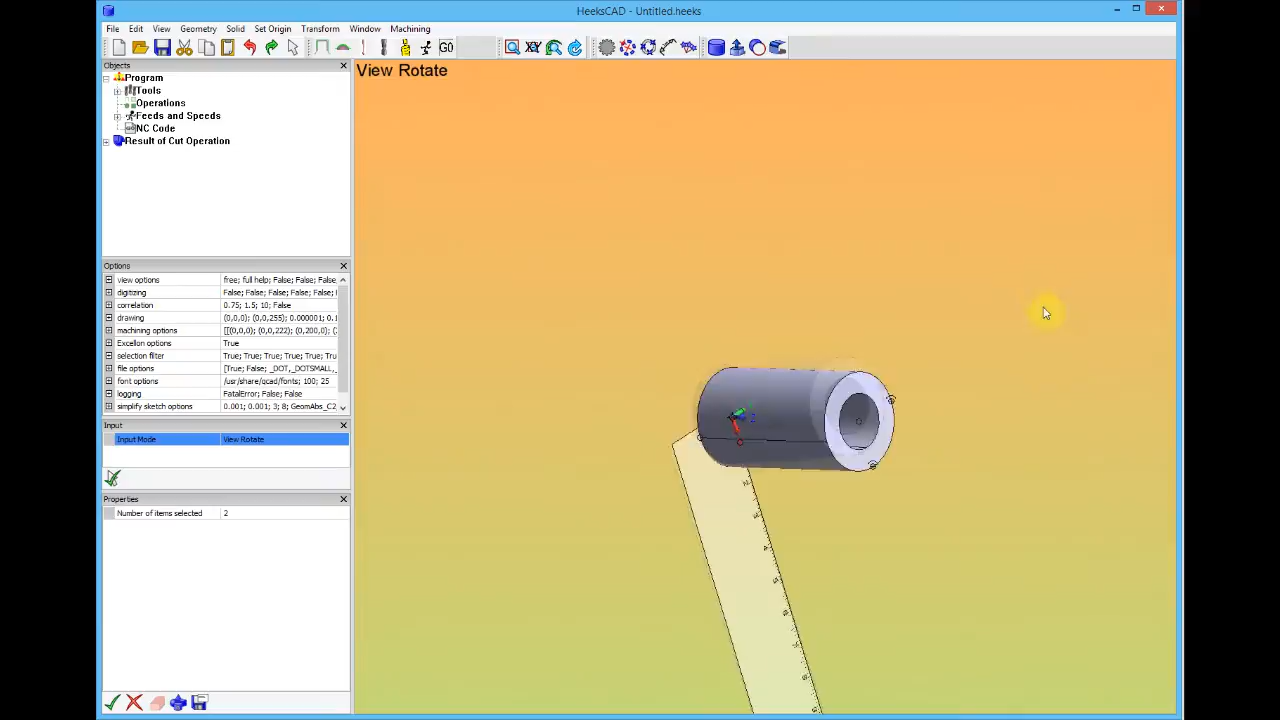 HeeksCAD - Untitled.heeks
File Edit View Geometry Solid Set Origin Transform Window Machining
G0
Objects
Program
Tools
Operations
Feeds and Speeds
NC Code
Result of Cut Operation
View Rotate
Options
view options free; full help; False; False; False,
digitizing False; False; False; False; False; I
correlation 0.75; 1.5; 10; False
drawing (0,0,0); (0,0,255); 0.000001; 0.1
machining options [[(0,0,0); (0,0,222); (0,200,0); (
Excellon options True
selection filter True; True; True; True; True; Tru
file options [True; False; _DOT,_DOTSMALL,
font options /usr/share/qcad/fonts; 100; 25
logging FatalError; False; False
simplify sketch options 0.001; 0.001; 3; 8; GeomAbs_C2,
Input
Input Mode View Rotate
Properties
Number of items selected 2